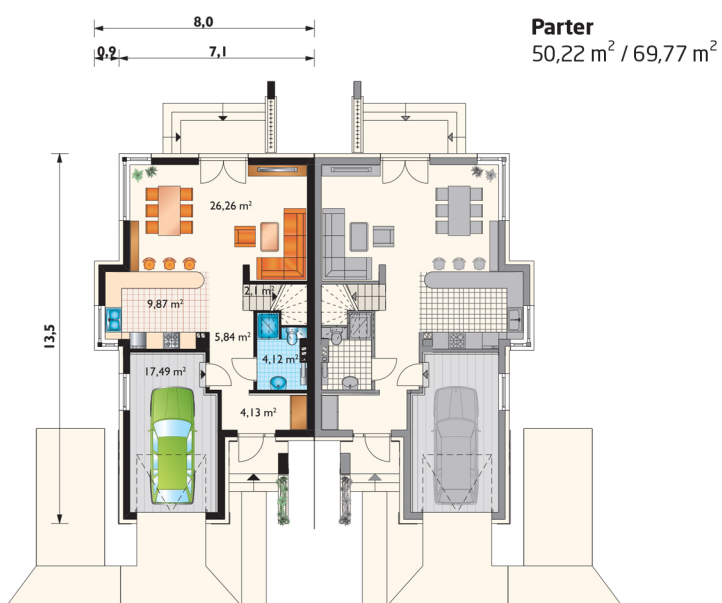 8,0
Parter
0,9 7,1
50,22 m² / 69,77 m²
26,26 m²
2,1 m²
9,87 m²
13,5
5,84 m²
4,12 m²
17,49 m²
4,13 m²